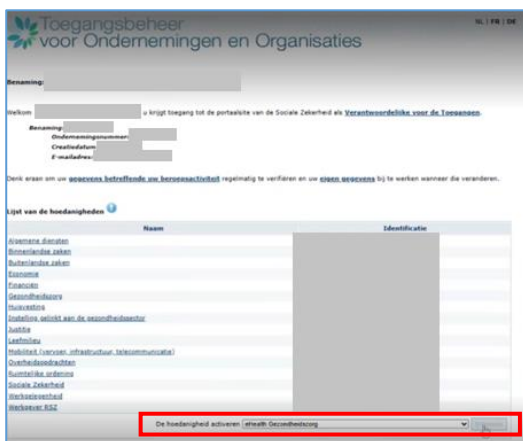 Toegangsbeheer
voor Ondernemingen en Organisaties
NL | FR | DE
Benaming:
Welkom u krijgt toegang tot de portaalsite van de Sociale Zekerheid als Verantwoordelijke voor de Toegangen.
Benaming:
Ondernemingsnummer:
Creatiedatum:
E-mailadres:
Denk eraan om uw gegevens betreffende uw beroepsactiviteit regelmatig te verifiëren en uw eigen gegevens bij te werken wanneer die veranderen.
Lijst van de hoedanigheden
Naam Identificatie
Algemene diensten
Binnenlandse zaken
Buitenlandse zaken
Economie
Financiën
Gezondheidszorg
Huisvesting
Instelling gelinkt aan de gezondheidssector
Justitie
Leefmilieu
Mobiliteit (vervoer, infrastructuur, telecommunicatie)
Overheidsopdrachten
Ruimtelijke ordening
Sociale Zekerheid
Werkgelegenheid
Werkgever RSZ
De hoedanigheid activeren eHealth Gezondheidszorg